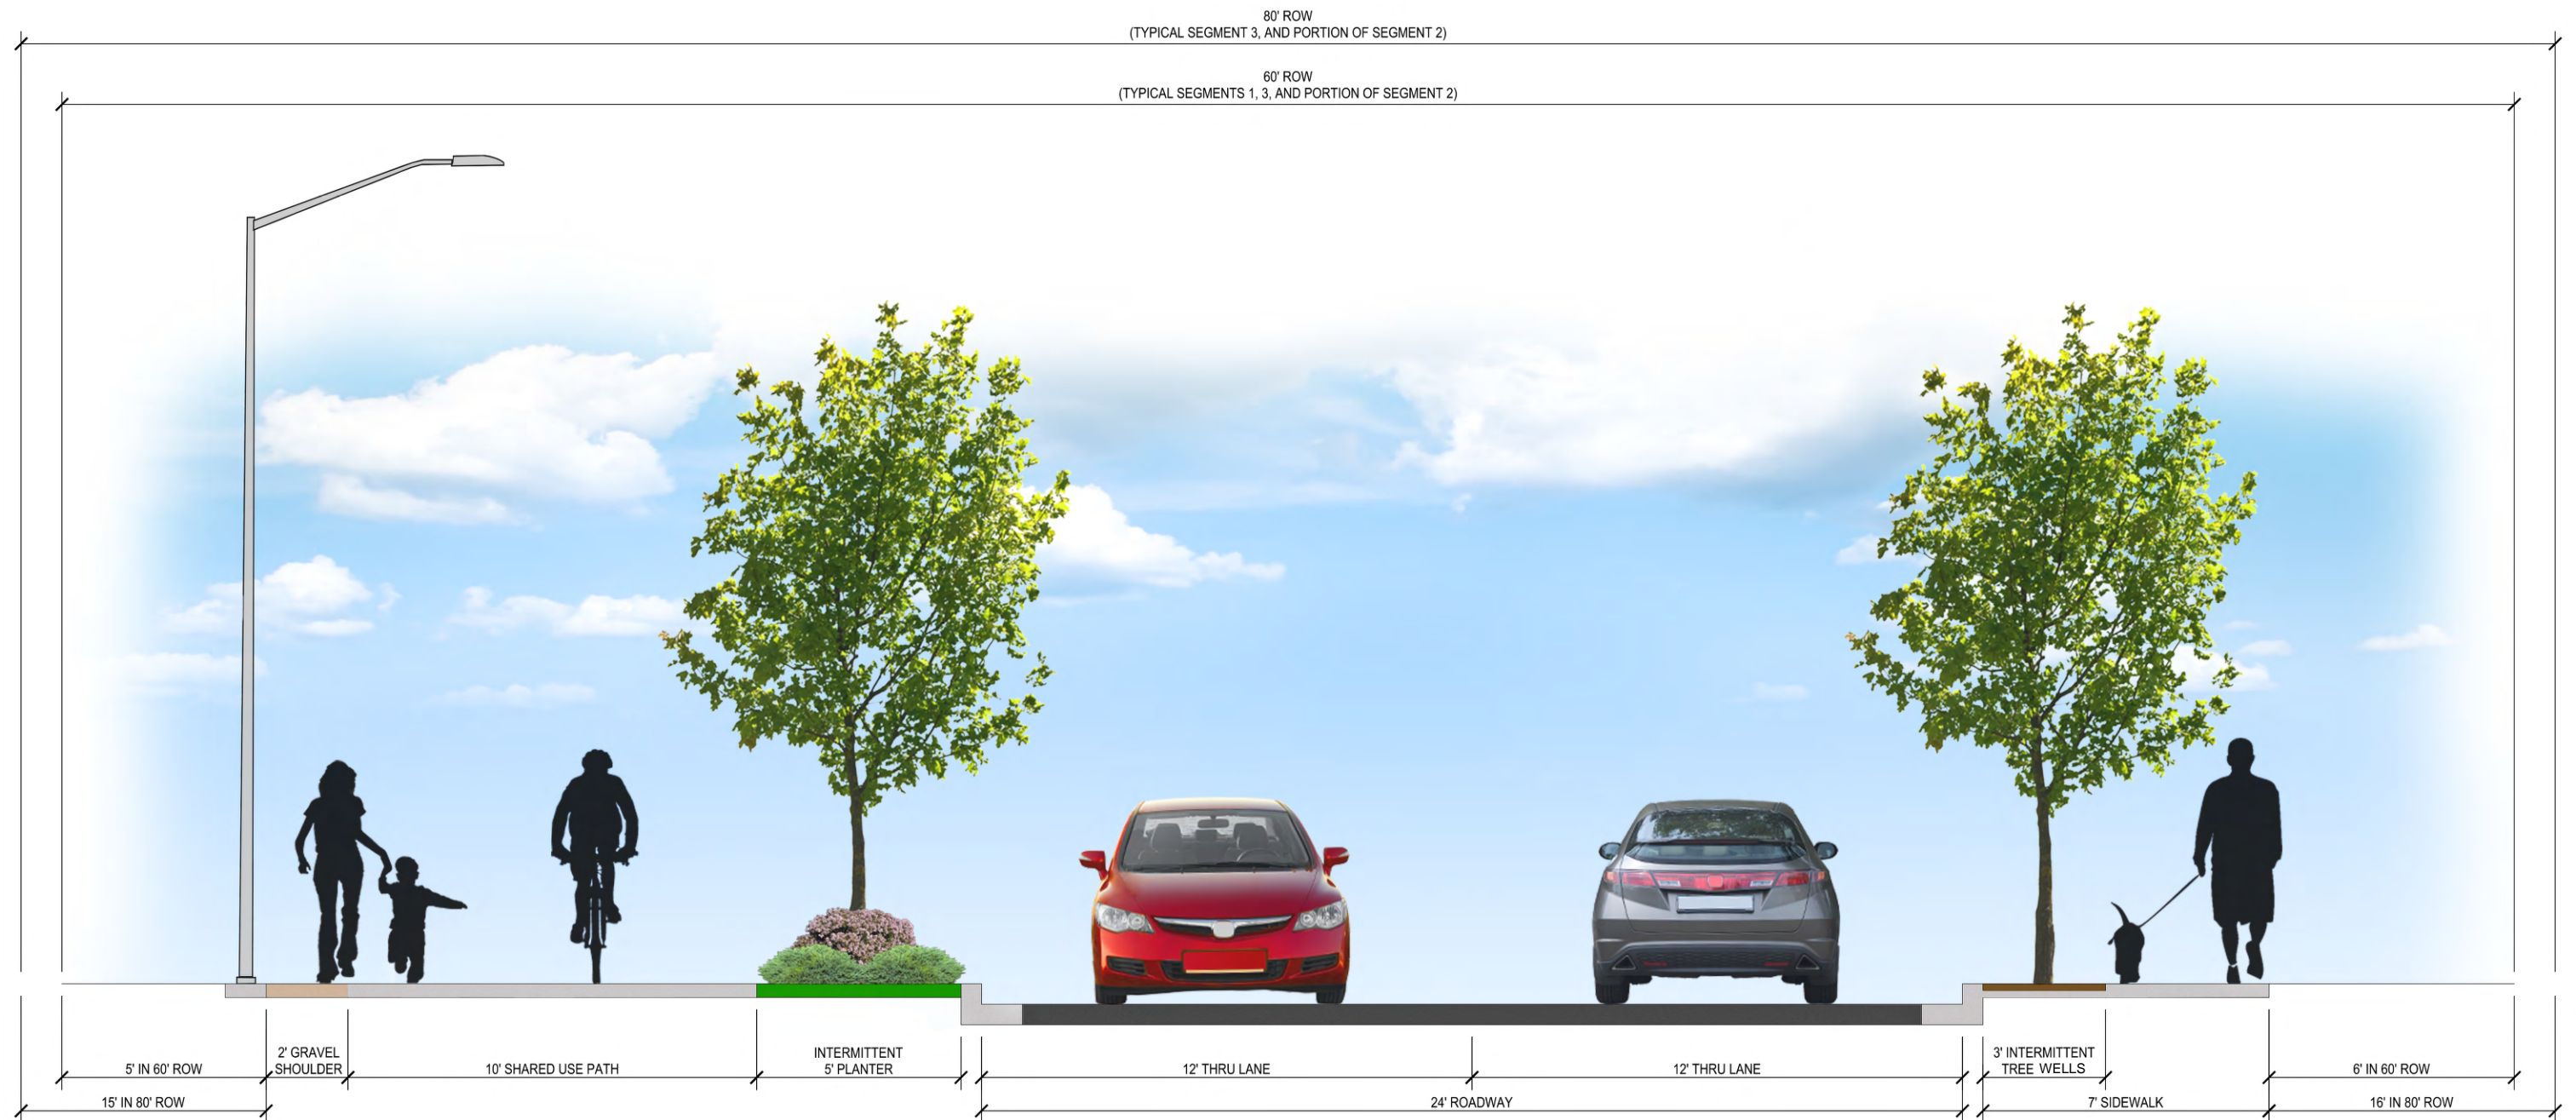 80' ROW
(TYPICAL SEGMENT 3, AND PORTION OF SEGMENT 2)
60' ROW
(TYPICAL SEGMENTS 1, 3, AND PORTION OF SEGMENT 2)
5' IN 60' ROW
2' GRAVEL
SHOULDER
10' SHARED USE PATH
INTERMITTENT
5' PLANTER
12' THRU LANE
12' THRU LANE
3' INTERMITTENT
TREE WELLS
6' IN 60' ROW
15' IN 80' ROW
24' ROADWAY
7' SIDEWALK
16' IN 80' ROW